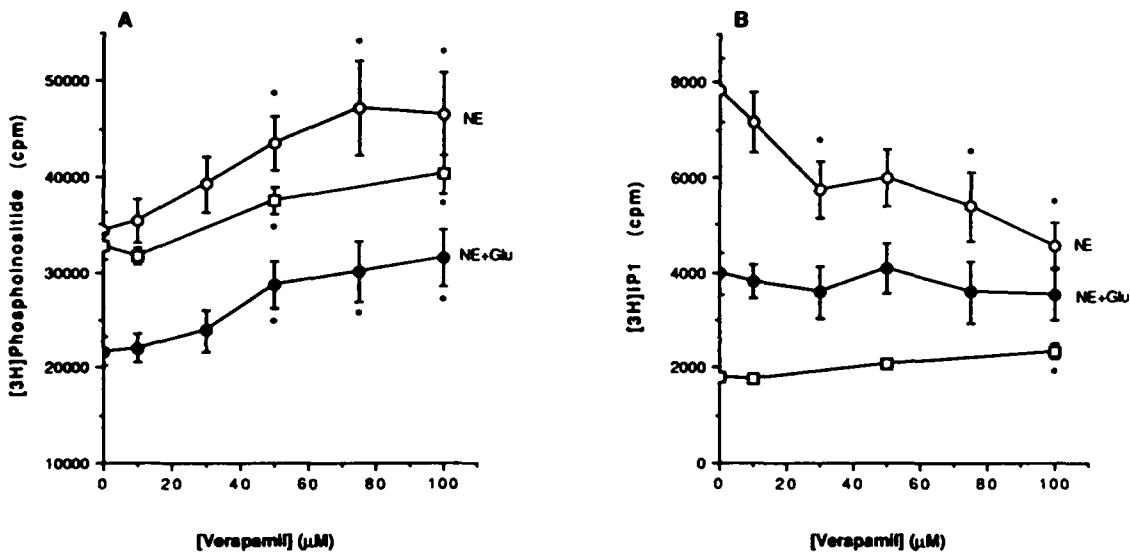 A
[3H]Phosphoinositide (cpm)
50000
40000
30000
20000
10000
0 20 40 60 80 100
[Verapamil] (μM)
NE
NE+Glu
* * *
* *
* * *
B
[3H]IP1 (cpm)
8000
6000
4000
2000
0
0 20 40 60 80 100
[Verapamil] (μM)
NE
NE+Glu
* * *
*